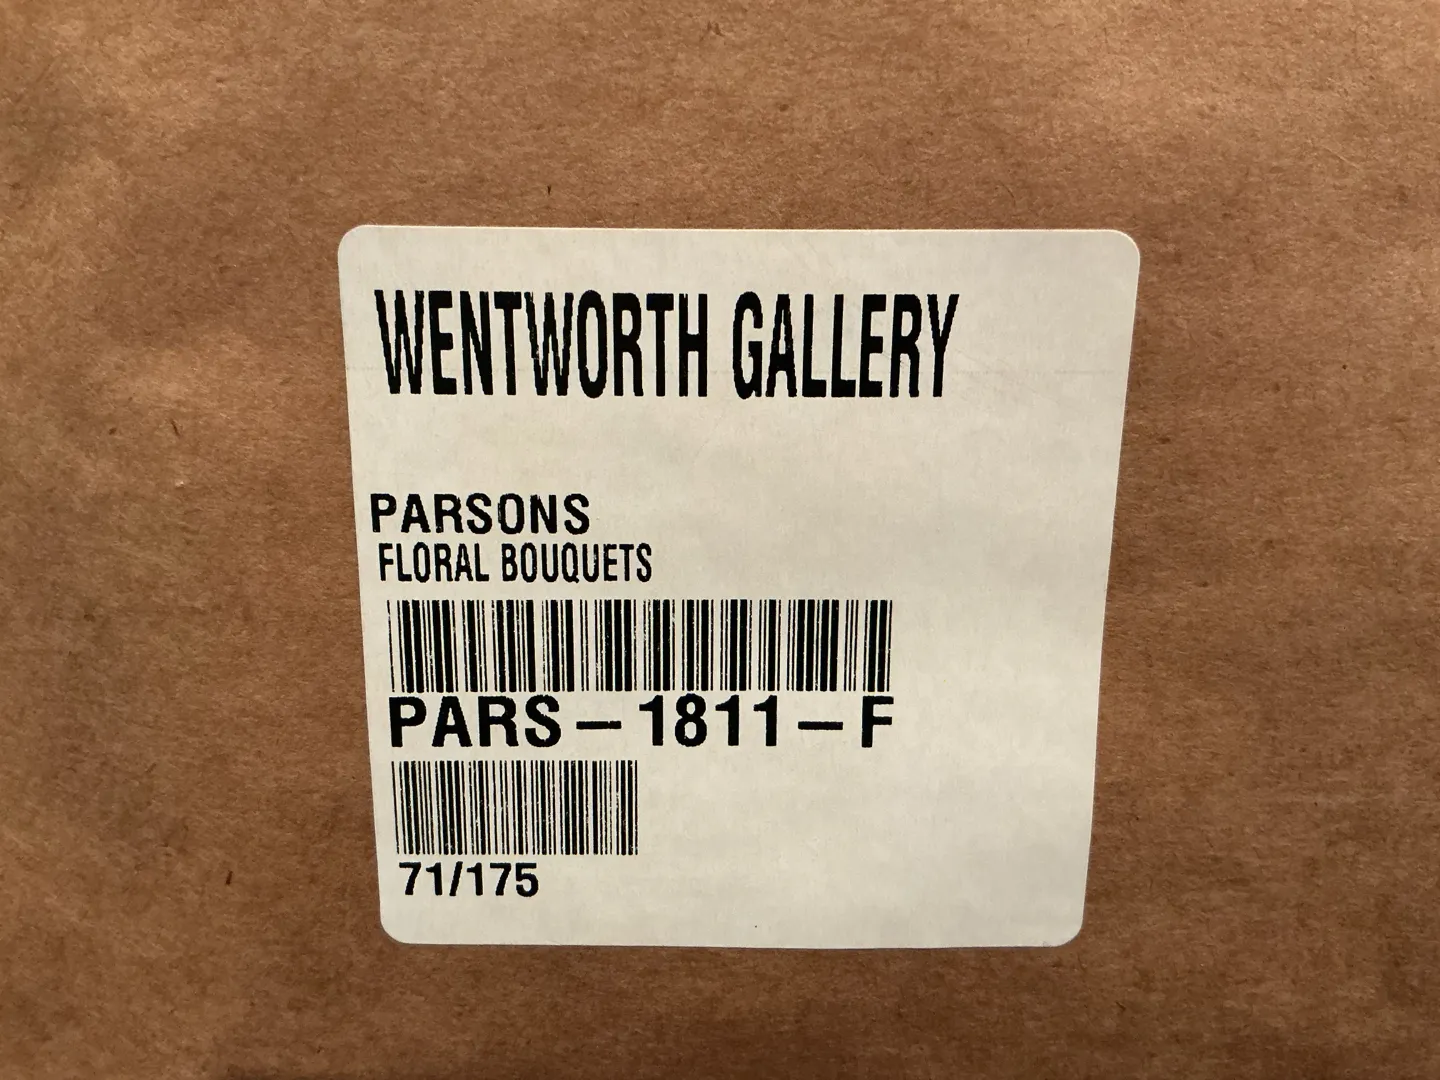 WENTWORTH GALLERY
PARSONS
FLORAL BOUQUETS
PARS-1811-F
71/175